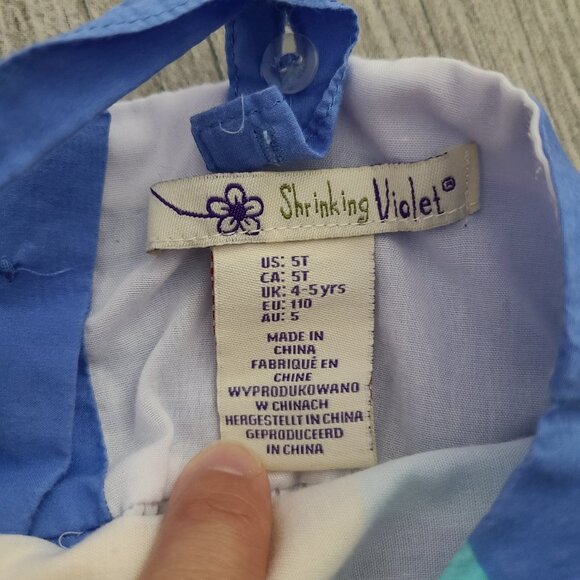 Shrinking Violet®
US: 5T
CA: 5T
UK: 4-5 yrs
EU: 110
AU: 5
MADE IN
CHINA
FABRIQUÉ EN
CHINE
WYPRODUKOWANO
W CHINACH
HERGESTELLT IN CHINA
GEPRODUCEERD
IN CHINA